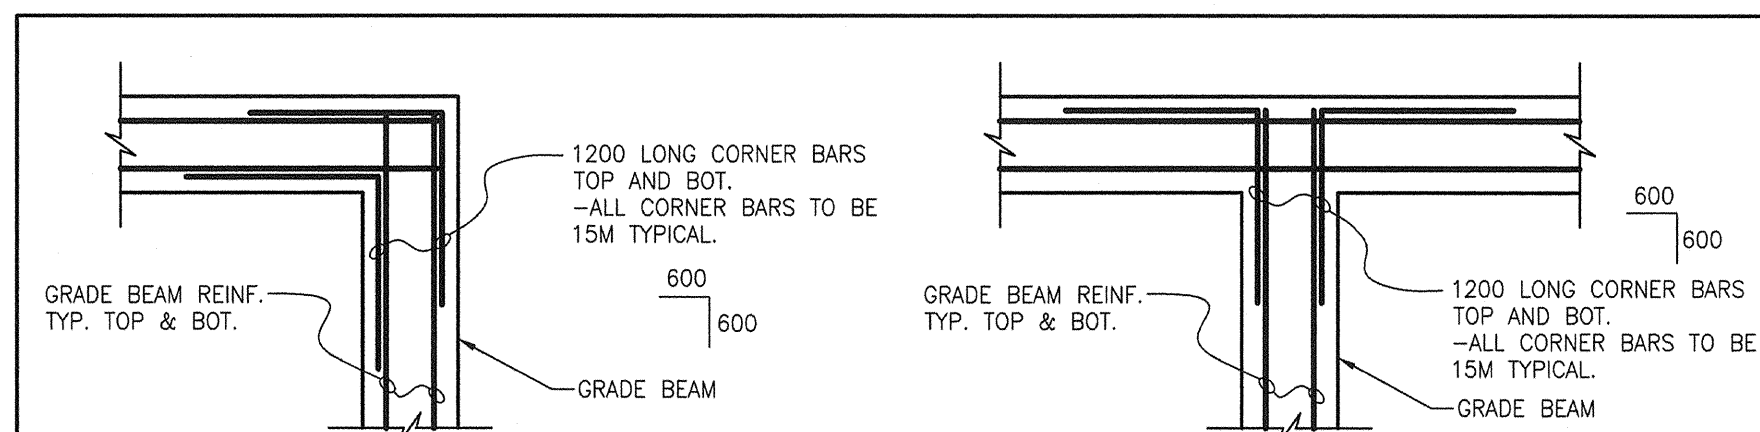 1200 LONG CORNER BARS
TOP AND BOT.
-ALL CORNER BARS TO BE
15M TYPICAL.
600
600
GRADE BEAM REINF.
TYP. TOP & BOT.
GRADE BEAM
600
600
1200 LONG CORNER BARS
TOP AND BOT.
-ALL CORNER BARS TO BE
15M TYPICAL.
GRADE BEAM REINF.
TYP. TOP & BOT.
GRADE BEAM